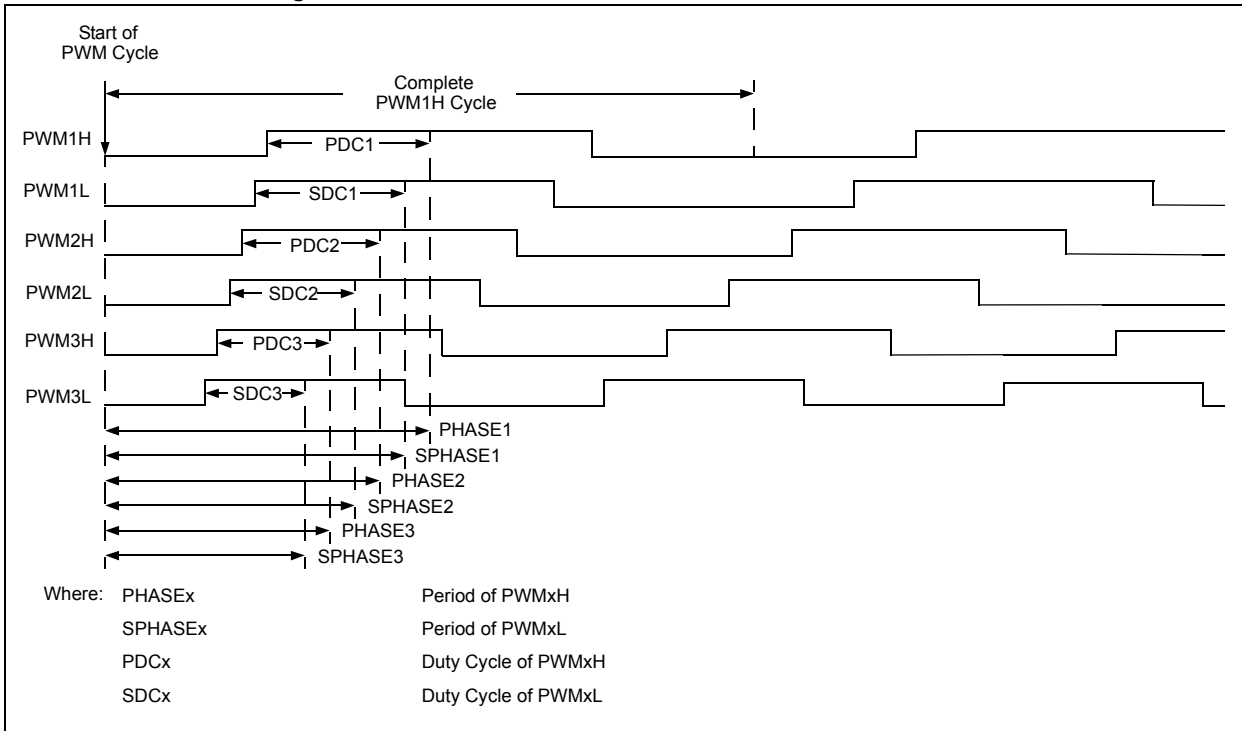 Start of
PWM Cycle
Complete
PWM1H Cycle
PWM1H
PDC1
PWM1L
SDC1
PWM2H
PDC2
PWM2L
SDC2
PWM3H
PDC3
PWM3L
SDC3
PHASE1
SPHASE1
PHASE2
SPHASE2
PHASE3
SPHASE3
Where: PHASEx Period of PWMxH
SPHASEx Period of PWMxL
PDCx Duty Cycle of PWMxH
SDCx Duty Cycle of PWMxL